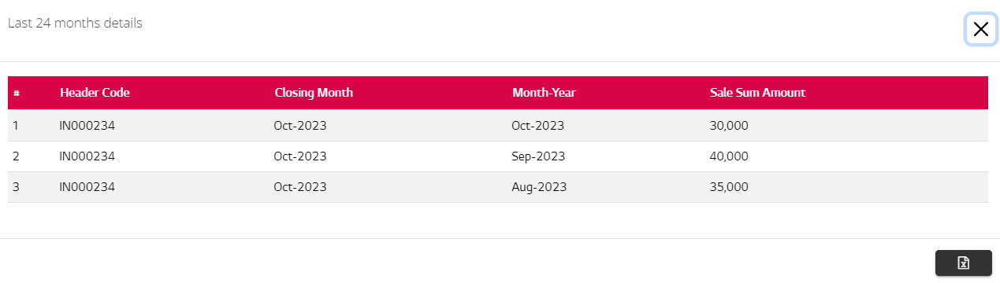 Last 24 months details
# Header Code Closing Month Month-Year Sale Sum Amount
1 IN000234 Oct-2023 Oct-2023 30,000
2 IN000234 Oct-2023 Sep-2023 40,000
3 IN000234 Oct-2023 Aug-2023 35,000